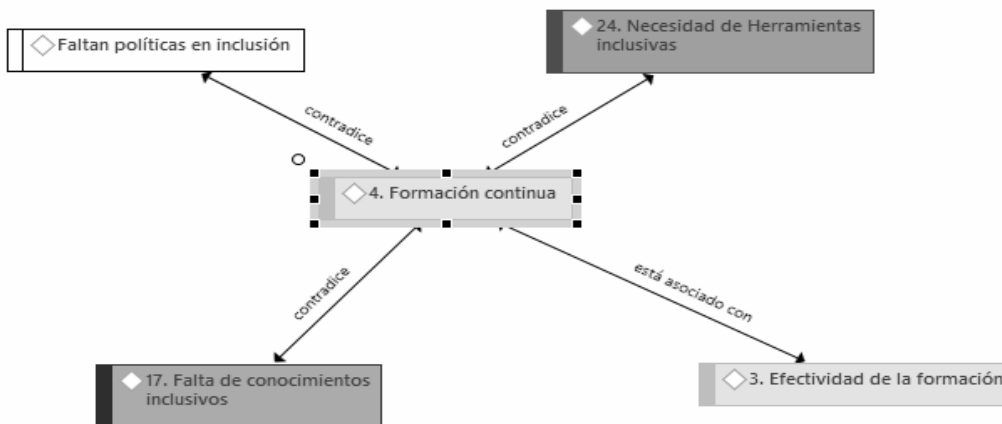 Faltan políticas en inclusión
24. Necesidad de Herramientas
inclusivas
contradice
contradice
4. Formación continua
contradice
está asociado con
17. Falta de conocimientos
inclusivos
3. Efectividad de la formación